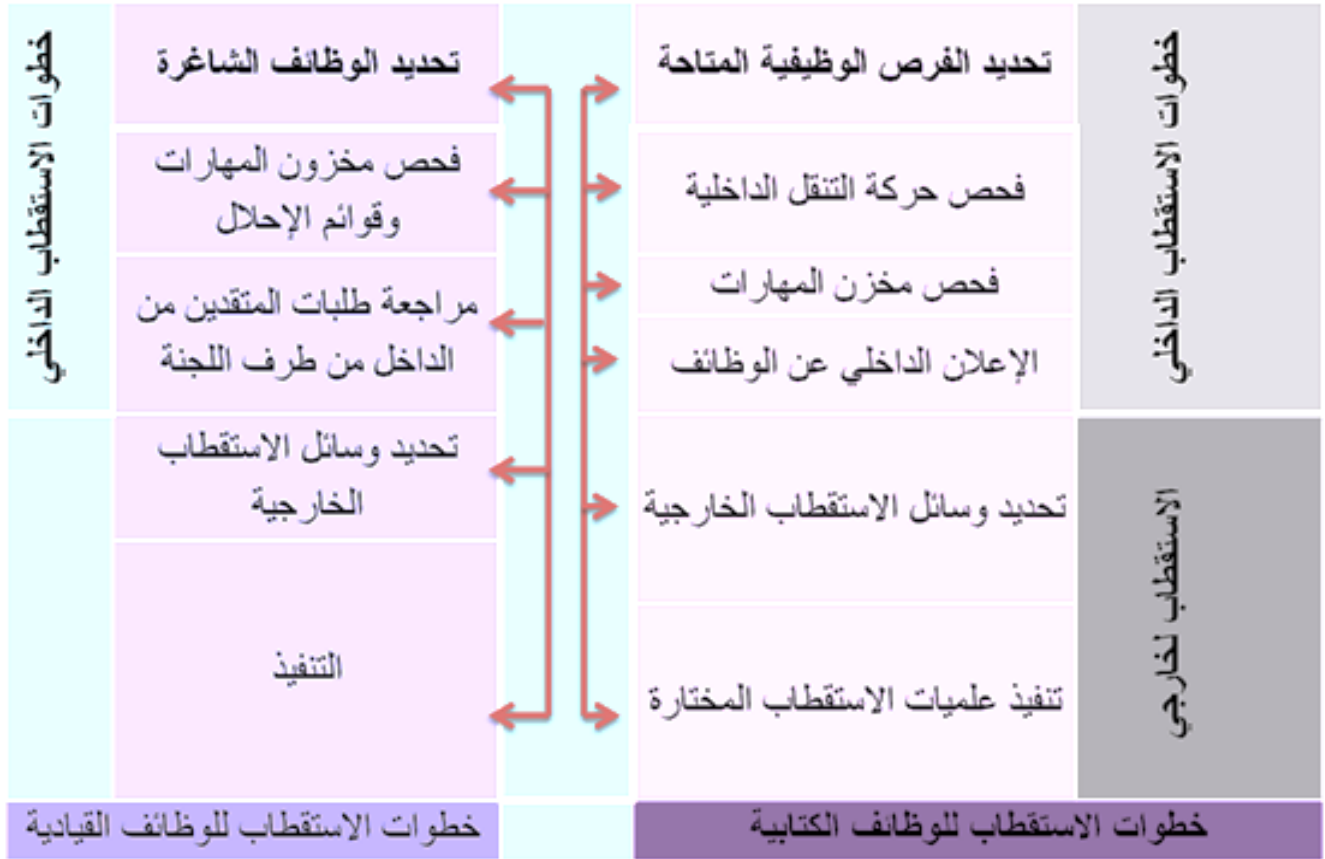 خطوات الاستقطاب الداخلي
تحديد الفرص الوظيفية المتاحة
فحص حركة التنقل الداخلية
فحص مخزن المهارات
الإعلان الداخلي عن الوظائف
الاستقطاب لخارجي
تحديد وسائل الاستقطاب الخارجية
تنفيذ علميات الاستقطاب المختارة
خطوات الاستقطاب للوظائف الكتابية
تحديد الوظائف الشاغرة
فحص مخزون المهارات
وقوائم الإحلال
مراجعة طلبات المتقدين من
الداخل من طرف اللجنة
تحديد وسائل الاستقطاب
الخارجية
التنفيذ
خطوات الاستقطاب الداخلي
خطوات الاستقطاب للوظائف القيادية